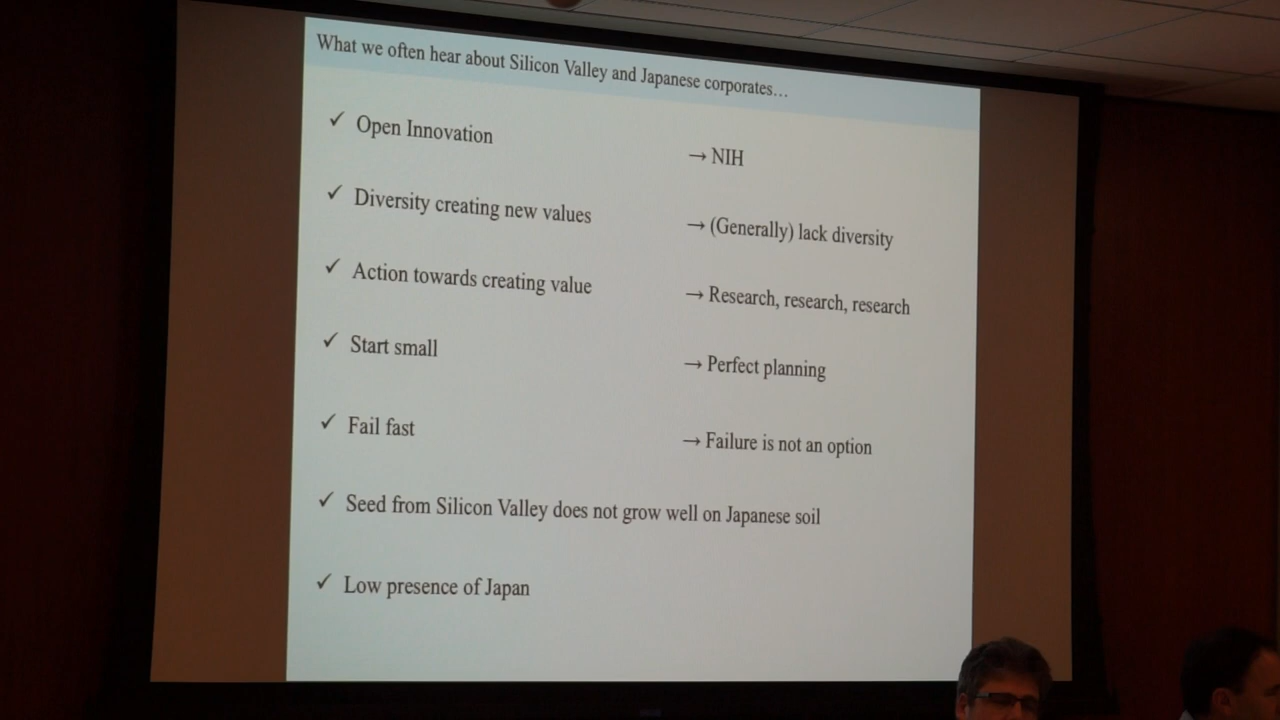 What we often hear about Silicon Valley and Japanese corporates…
✓ Open Innovation → NIH
✓ Diversity creating new values → (Generally) lack diversity
✓ Action towards creating value → Research, research, research
✓ Start small → Perfect planning
✓ Fail fast → Failure is not an option
✓ Seed from Silicon Valley does not grow well on Japanese soil
✓ Low presence of Japan